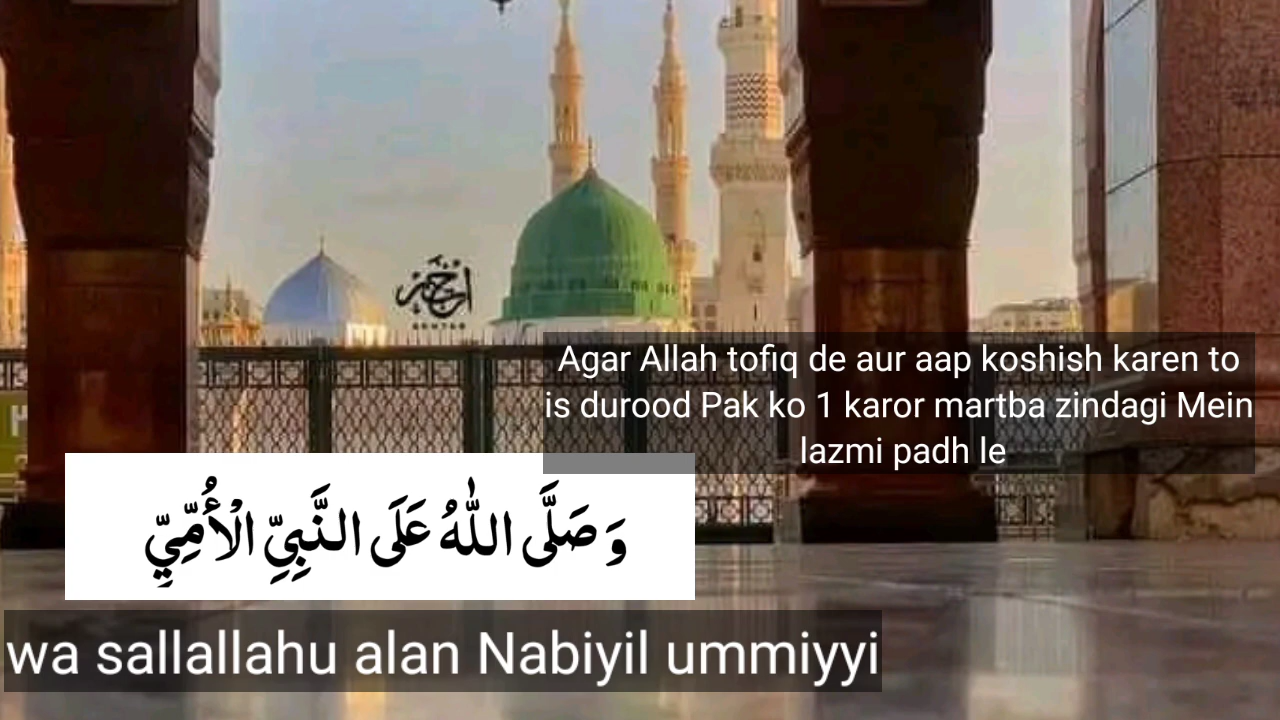 Agar Allah tofiq de aur aap koshish karen to
is durood Pak ko 1 karor martba zindagi Mein
lazmi padh le
وَ صَلَّى اللّٰهُ عَلَى النَّبِيِّ الْأُمِّيِّ
wa sallallahu alan Nabiyil ummiyyi